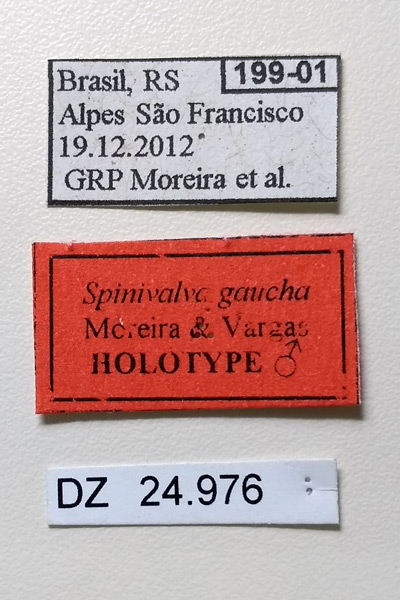 Brasil, RS 199-01
Alpes São Francisco
19.12.2012
GRP Moreira et al.
Spinivalva gaucha
Moreira & Vargas
HOLOTYPE ♂
DZ 24.976